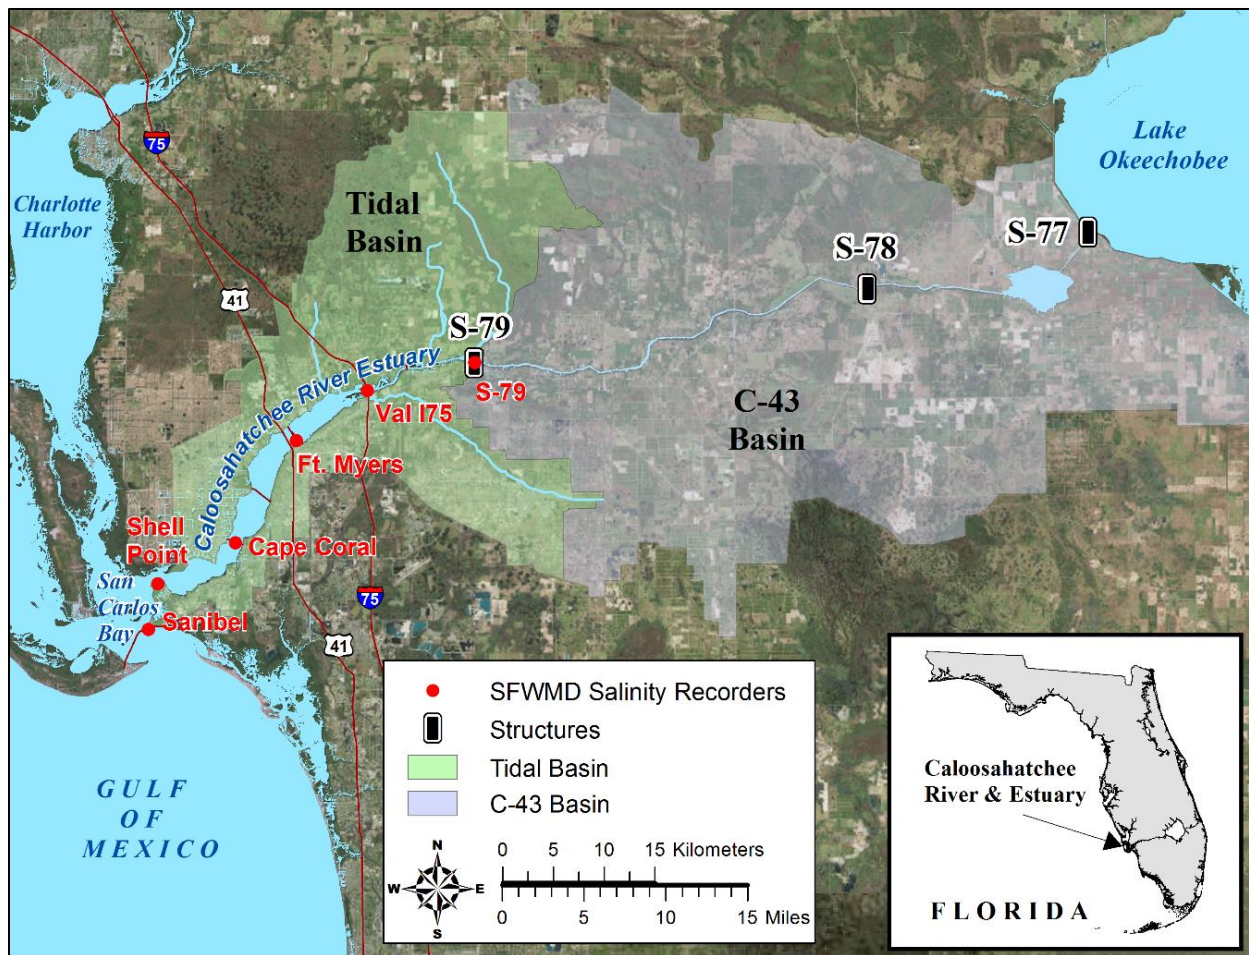 75
Lake
Okeechobee
Charlotte
Harbor
Tidal
Basin
S-77
S-78
41
S-79
S-79
Caloosahatchee River Estuary
Val I75
C-43
Basin
Ft. Myers
Shell
Point
Cape Coral
San
Carlos
Bay
Sanibel
75
41
GULF
OF
MEXICO
SFWMD Salinity Recorders
Structures
Tidal Basin
C-43 Basin
N
W E
S
0 5 10 15 Kilometers
0 5 10 15 Miles
Caloosahatchee
River & Estuary
FLORIDA